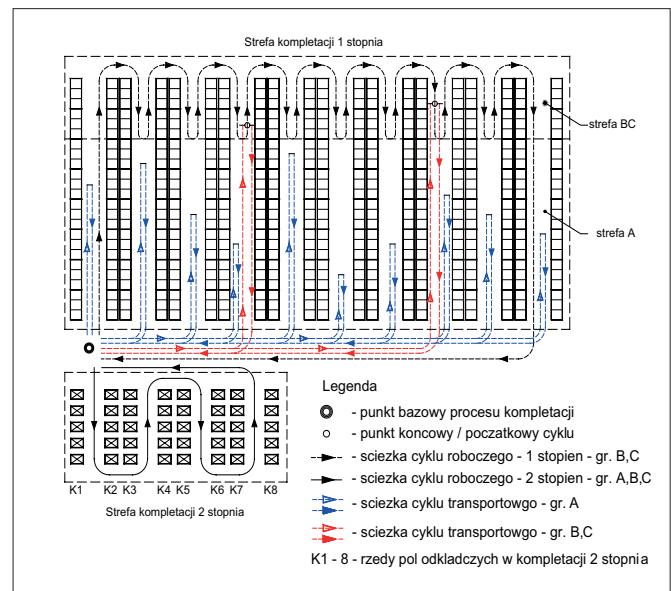 Strefa kompletacji 1 stopnia
strefa BC
strefa A
K1 K2 K3 K4 K5 K6 K7 K8
Strefa kompletacji 2 stopnia
Legenda
- punkt bazowy procesu kompletacji
- punkt koncowy / poczatkowy cyklu
- sciezka cyklu roboczego - 1 stopien - gr. B,C
- sciezka cyklu roboczego - 2 stopien - gr. A,B,C
- sciezka cyklu transportowgo - gr. A
- sciezka cyklu transportowgo - gr. B,C
K1 - 8 - rzedy pol odkladczych w kompletacji 2 stopnia